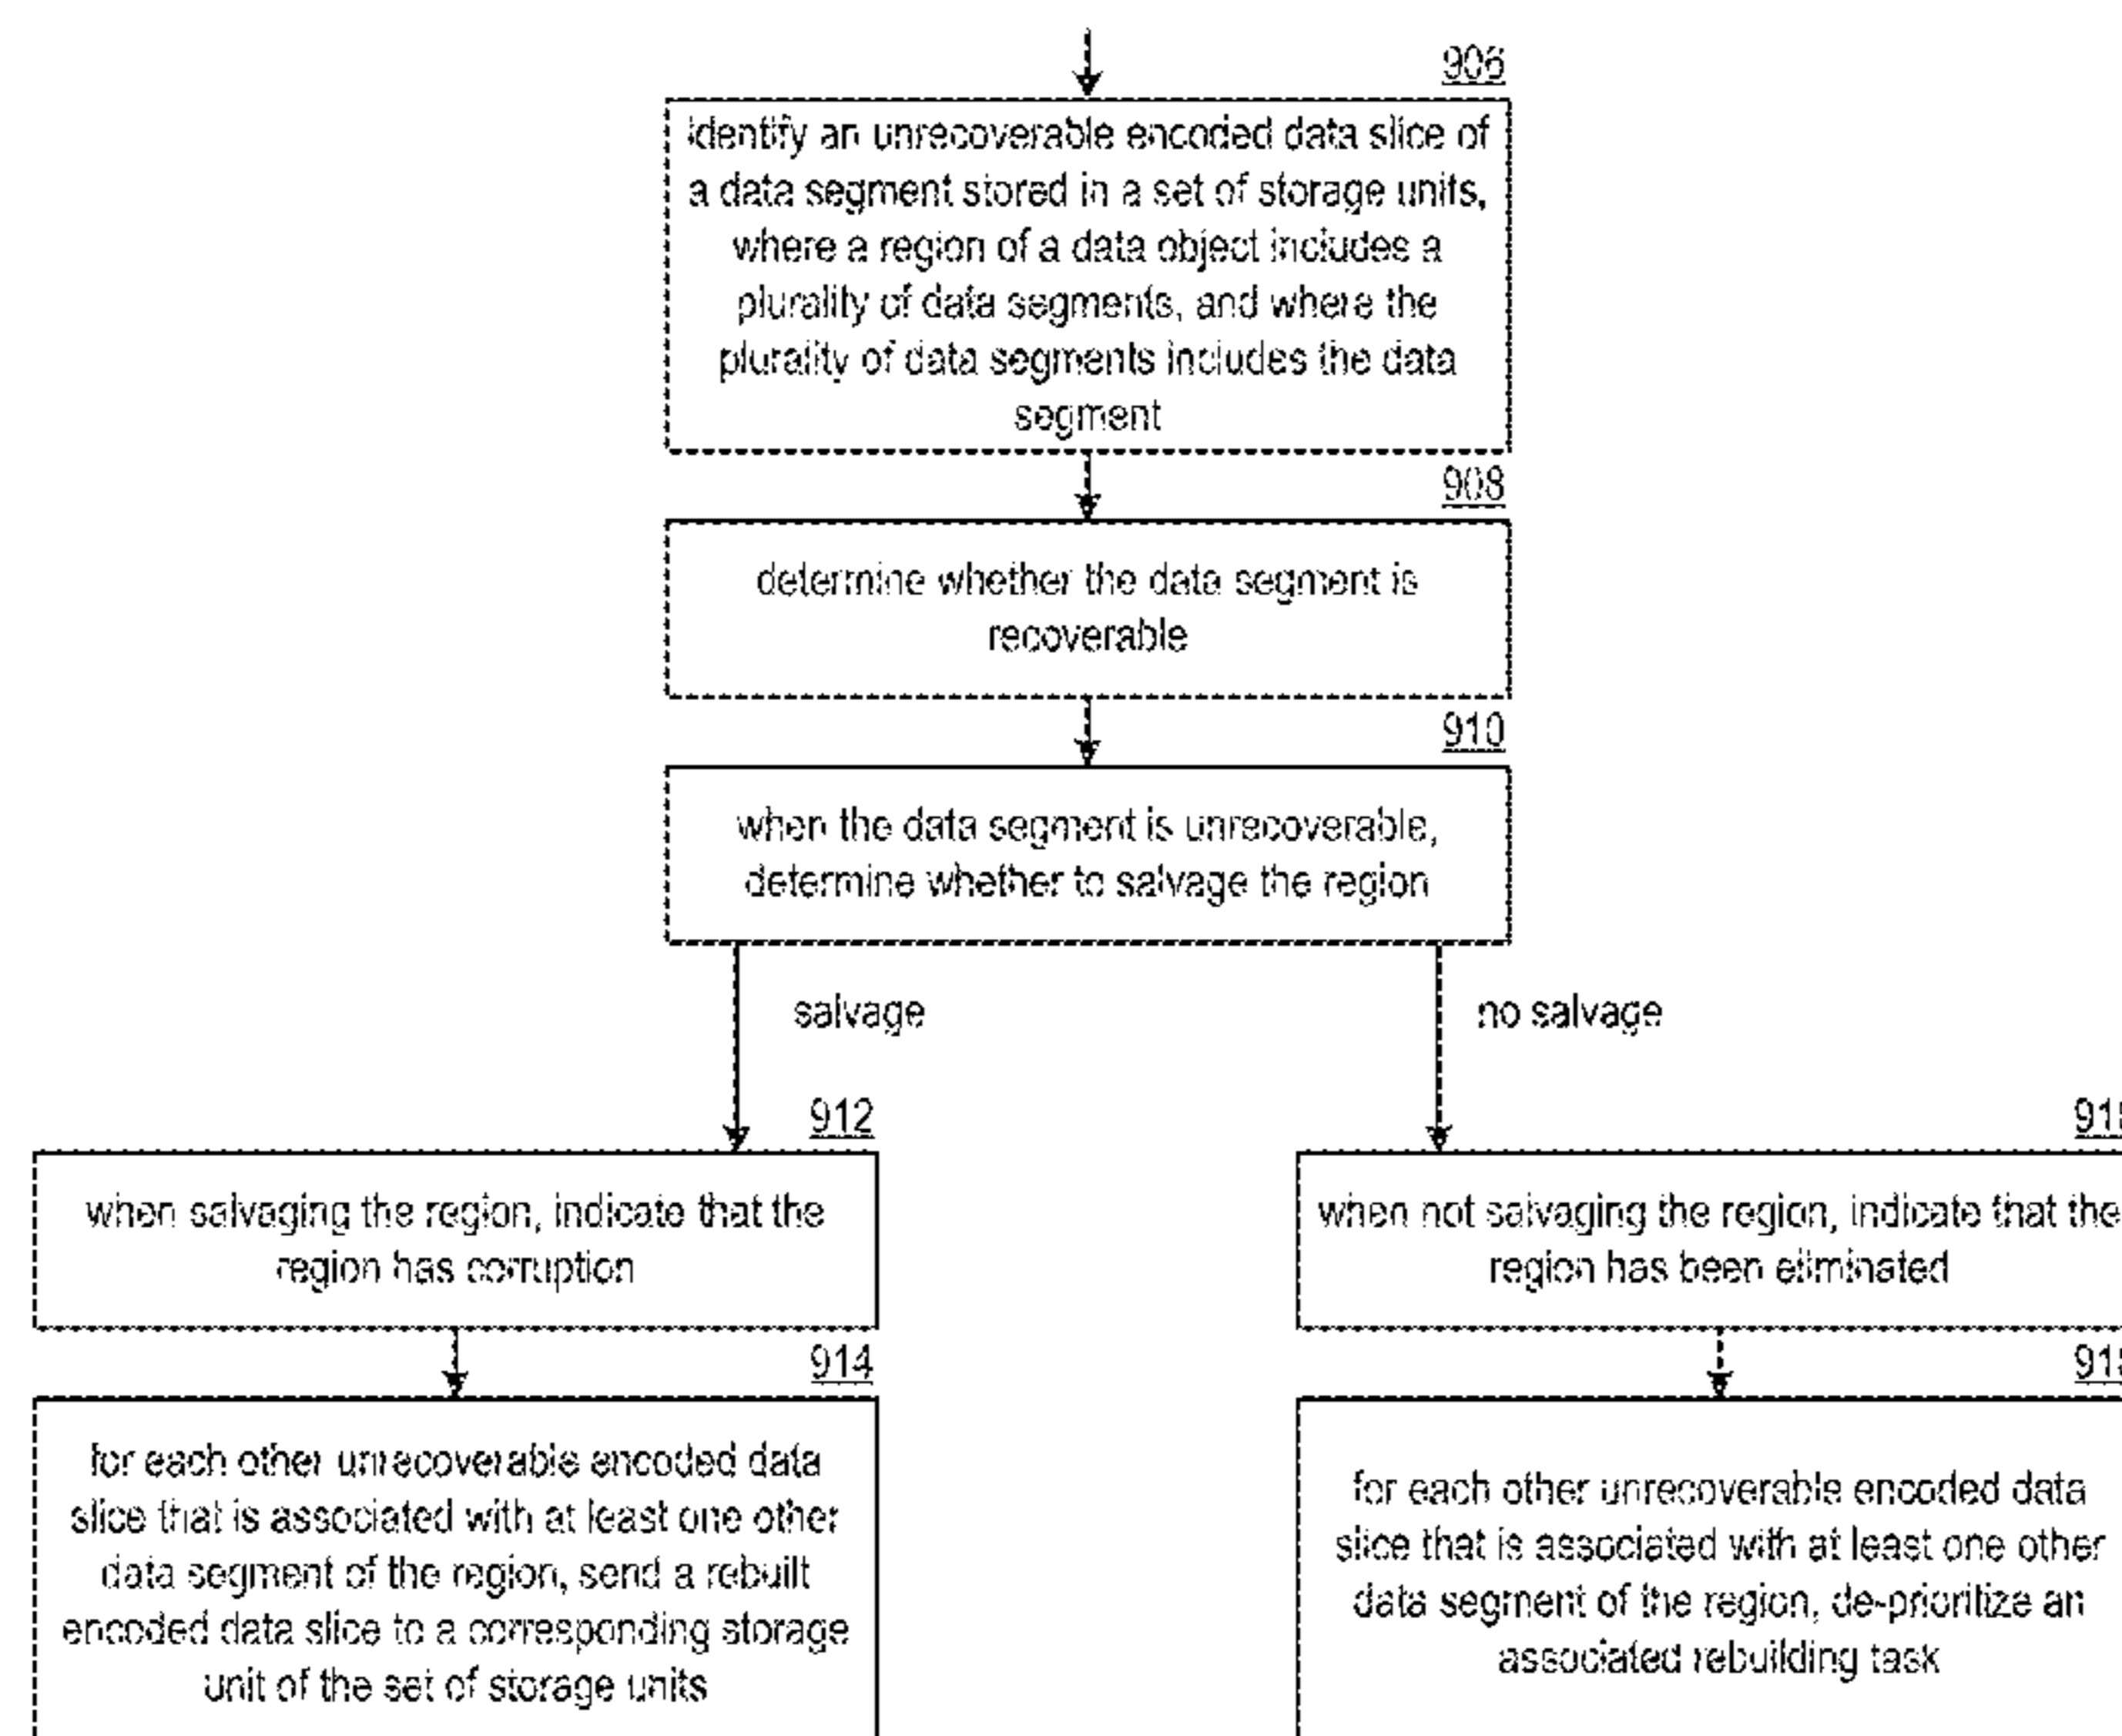 906
identify an unrecoverable encoded data slice of
a data segment stored in a set of storage units,
where a region of a data object includes a
plurality of data segments, and where the
plurality of data segments includes the data
segment
908
determine whether the data segment is
recoverable
910
when the data segment is unrecoverable,
determine whether to salvage the region
salvage
no salvage
912
when salvaging the region, indicate that the
region has corruption
914
for each other unrecoverable encoded data
slice that is associated with at least one other
data segment of the region, send a rebuilt
encoded data slice to a corresponding storage
unit of the set of storage units
when not salvaging the region, indicate that the
region has been eliminated
for each other unrecoverable encoded data
slice that is associated with at least one other
data segment of the region, de-prioritize an
associated rebuilding task